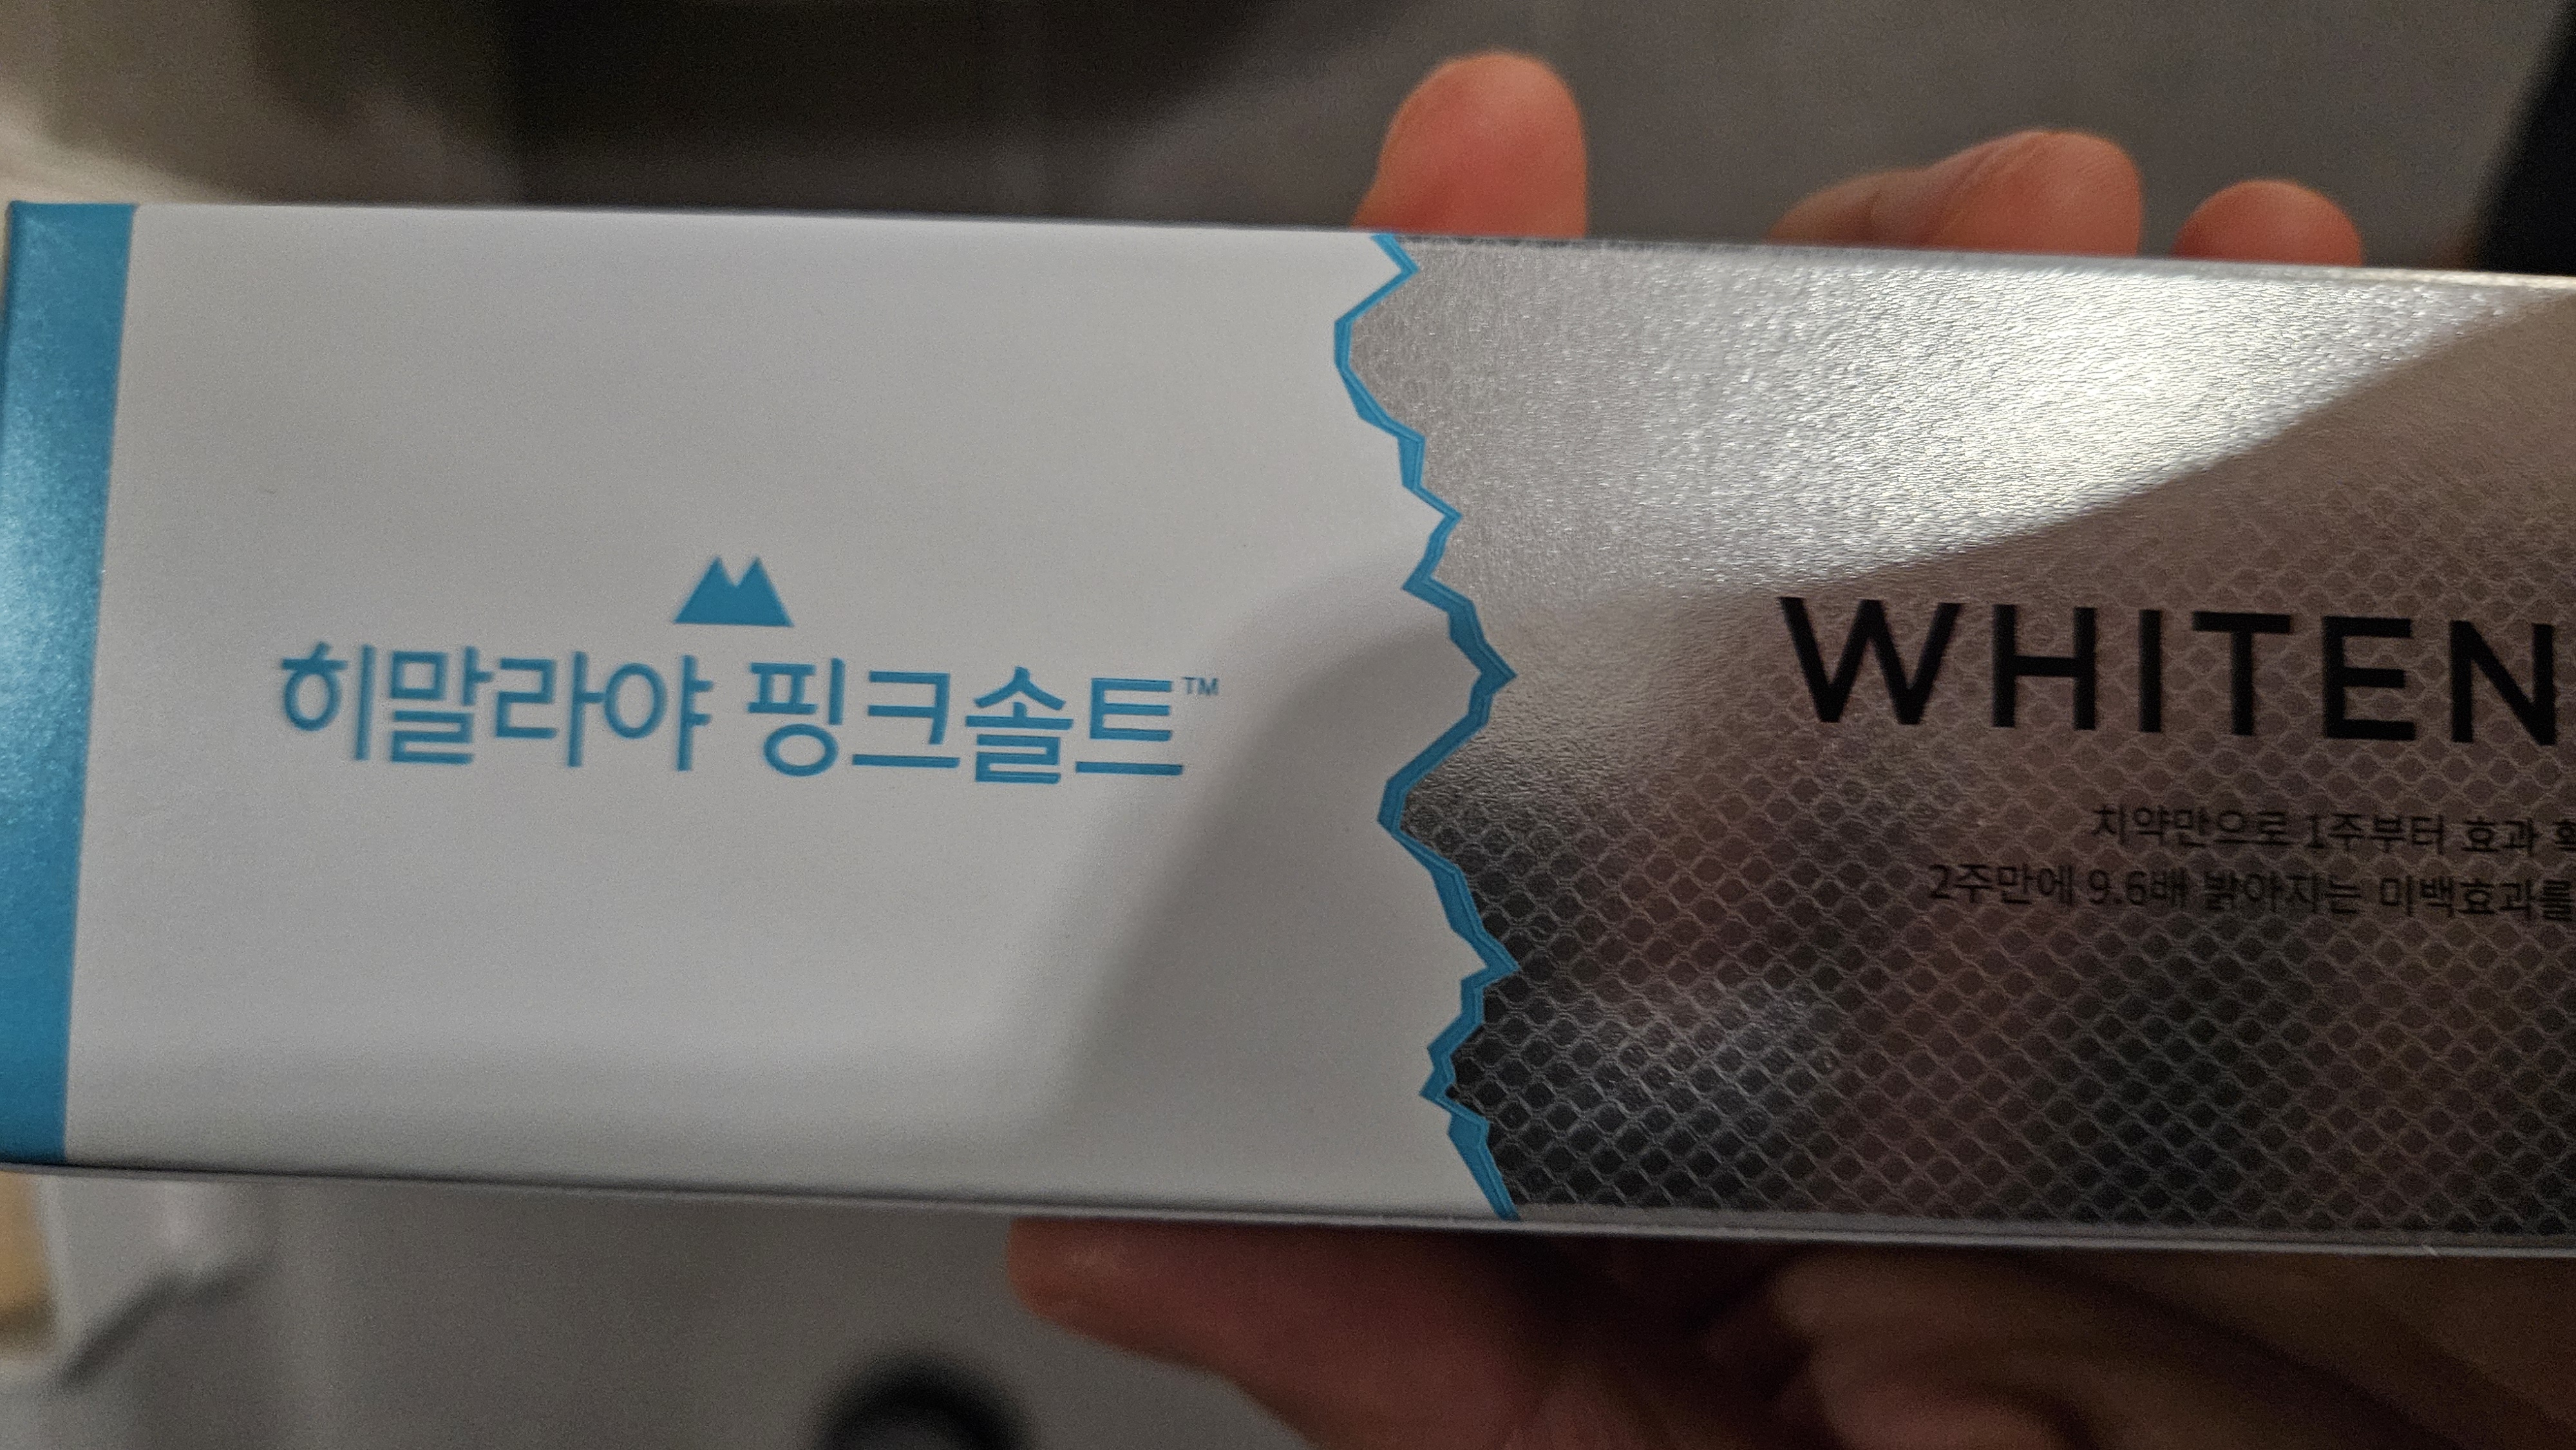 히말라야 핑크솔트™
WHITEN
치약만으로 1주부터 효과
2주만에 9.6배 밝아지는 미백효과를